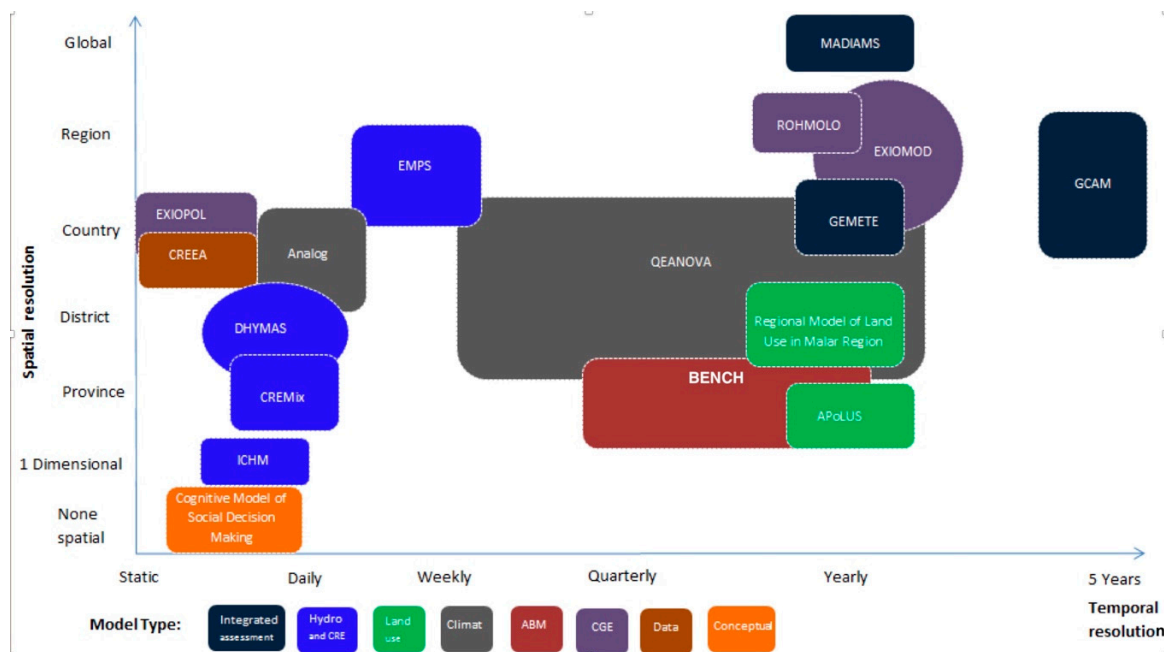 Global
MADIAMS
Region
ROHMOLO
EMPS
EXIOMOD
GCAM
EXIOPOL
Country
GEMETE
CREEA
Analog
QEANOVA
Spatial resolution
District
DHYMAS
Regional Model of Land
Use in Malar Region
BENCH
Province
CREMix
APoLUS
1 Dimensional
ICHM
None
spatial
Cognitive Model of
Social Decision
Making
Static
Daily
Weekly
Quarterly
Yearly
5 Years
Temporal
resolution
Model Type:
Integrated
assessment
Hydro
and CRE
Land
use
Climat
ABM
CGE
Data
Conceptual